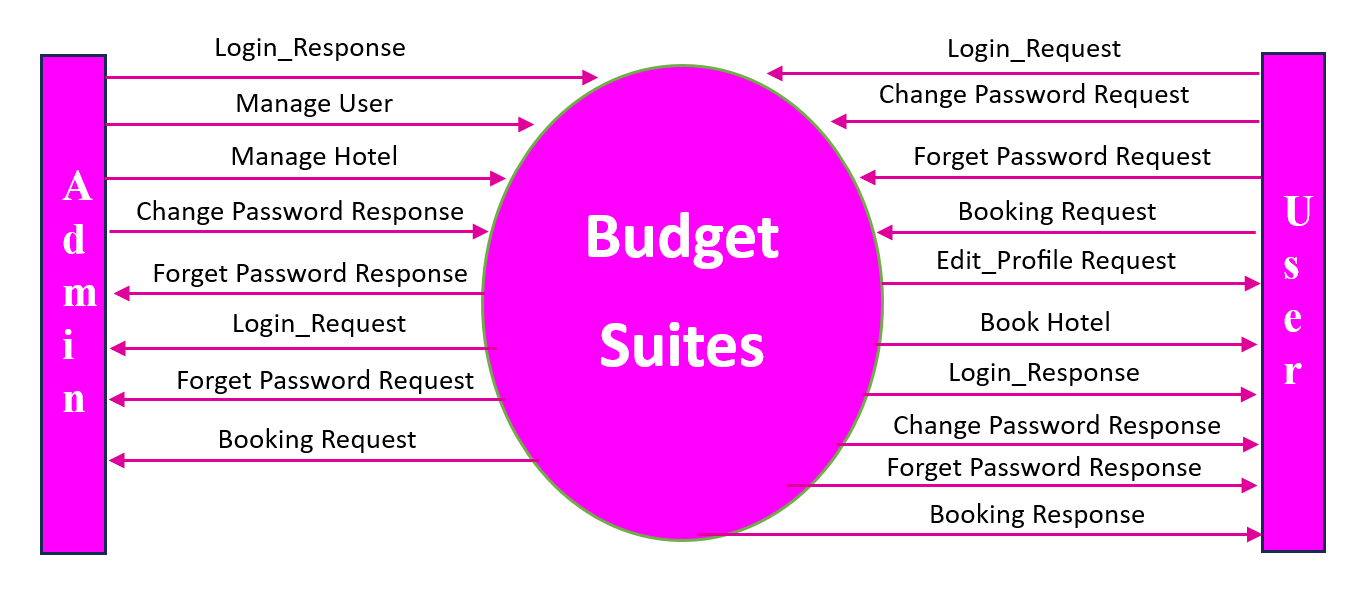 Login_Response
Manage User
Manage Hotel
Change Password Response
Forget Password Response
Login_Request
Forget Password Request
Booking Request
Admin
Budget
Suites
Login_Request
Change Password Request
Forget Password Request
Booking Request
Edit_Profile Request
Book Hotel
Login_Response
Change Password Response
Forget Password Response
Booking Response
User